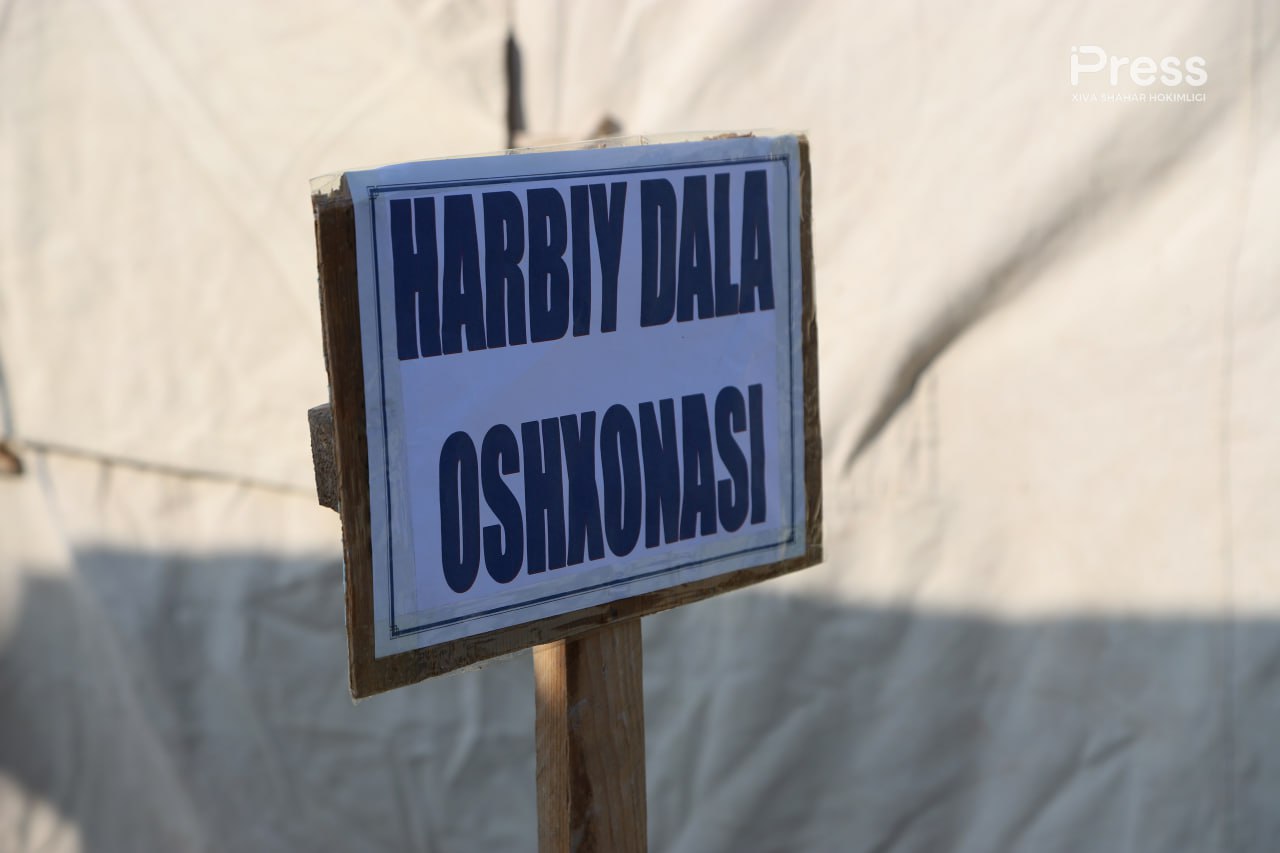 iPress
XIVA SHAHAR HOKIMLIGI
HARBIY DALA
OSHXONASI